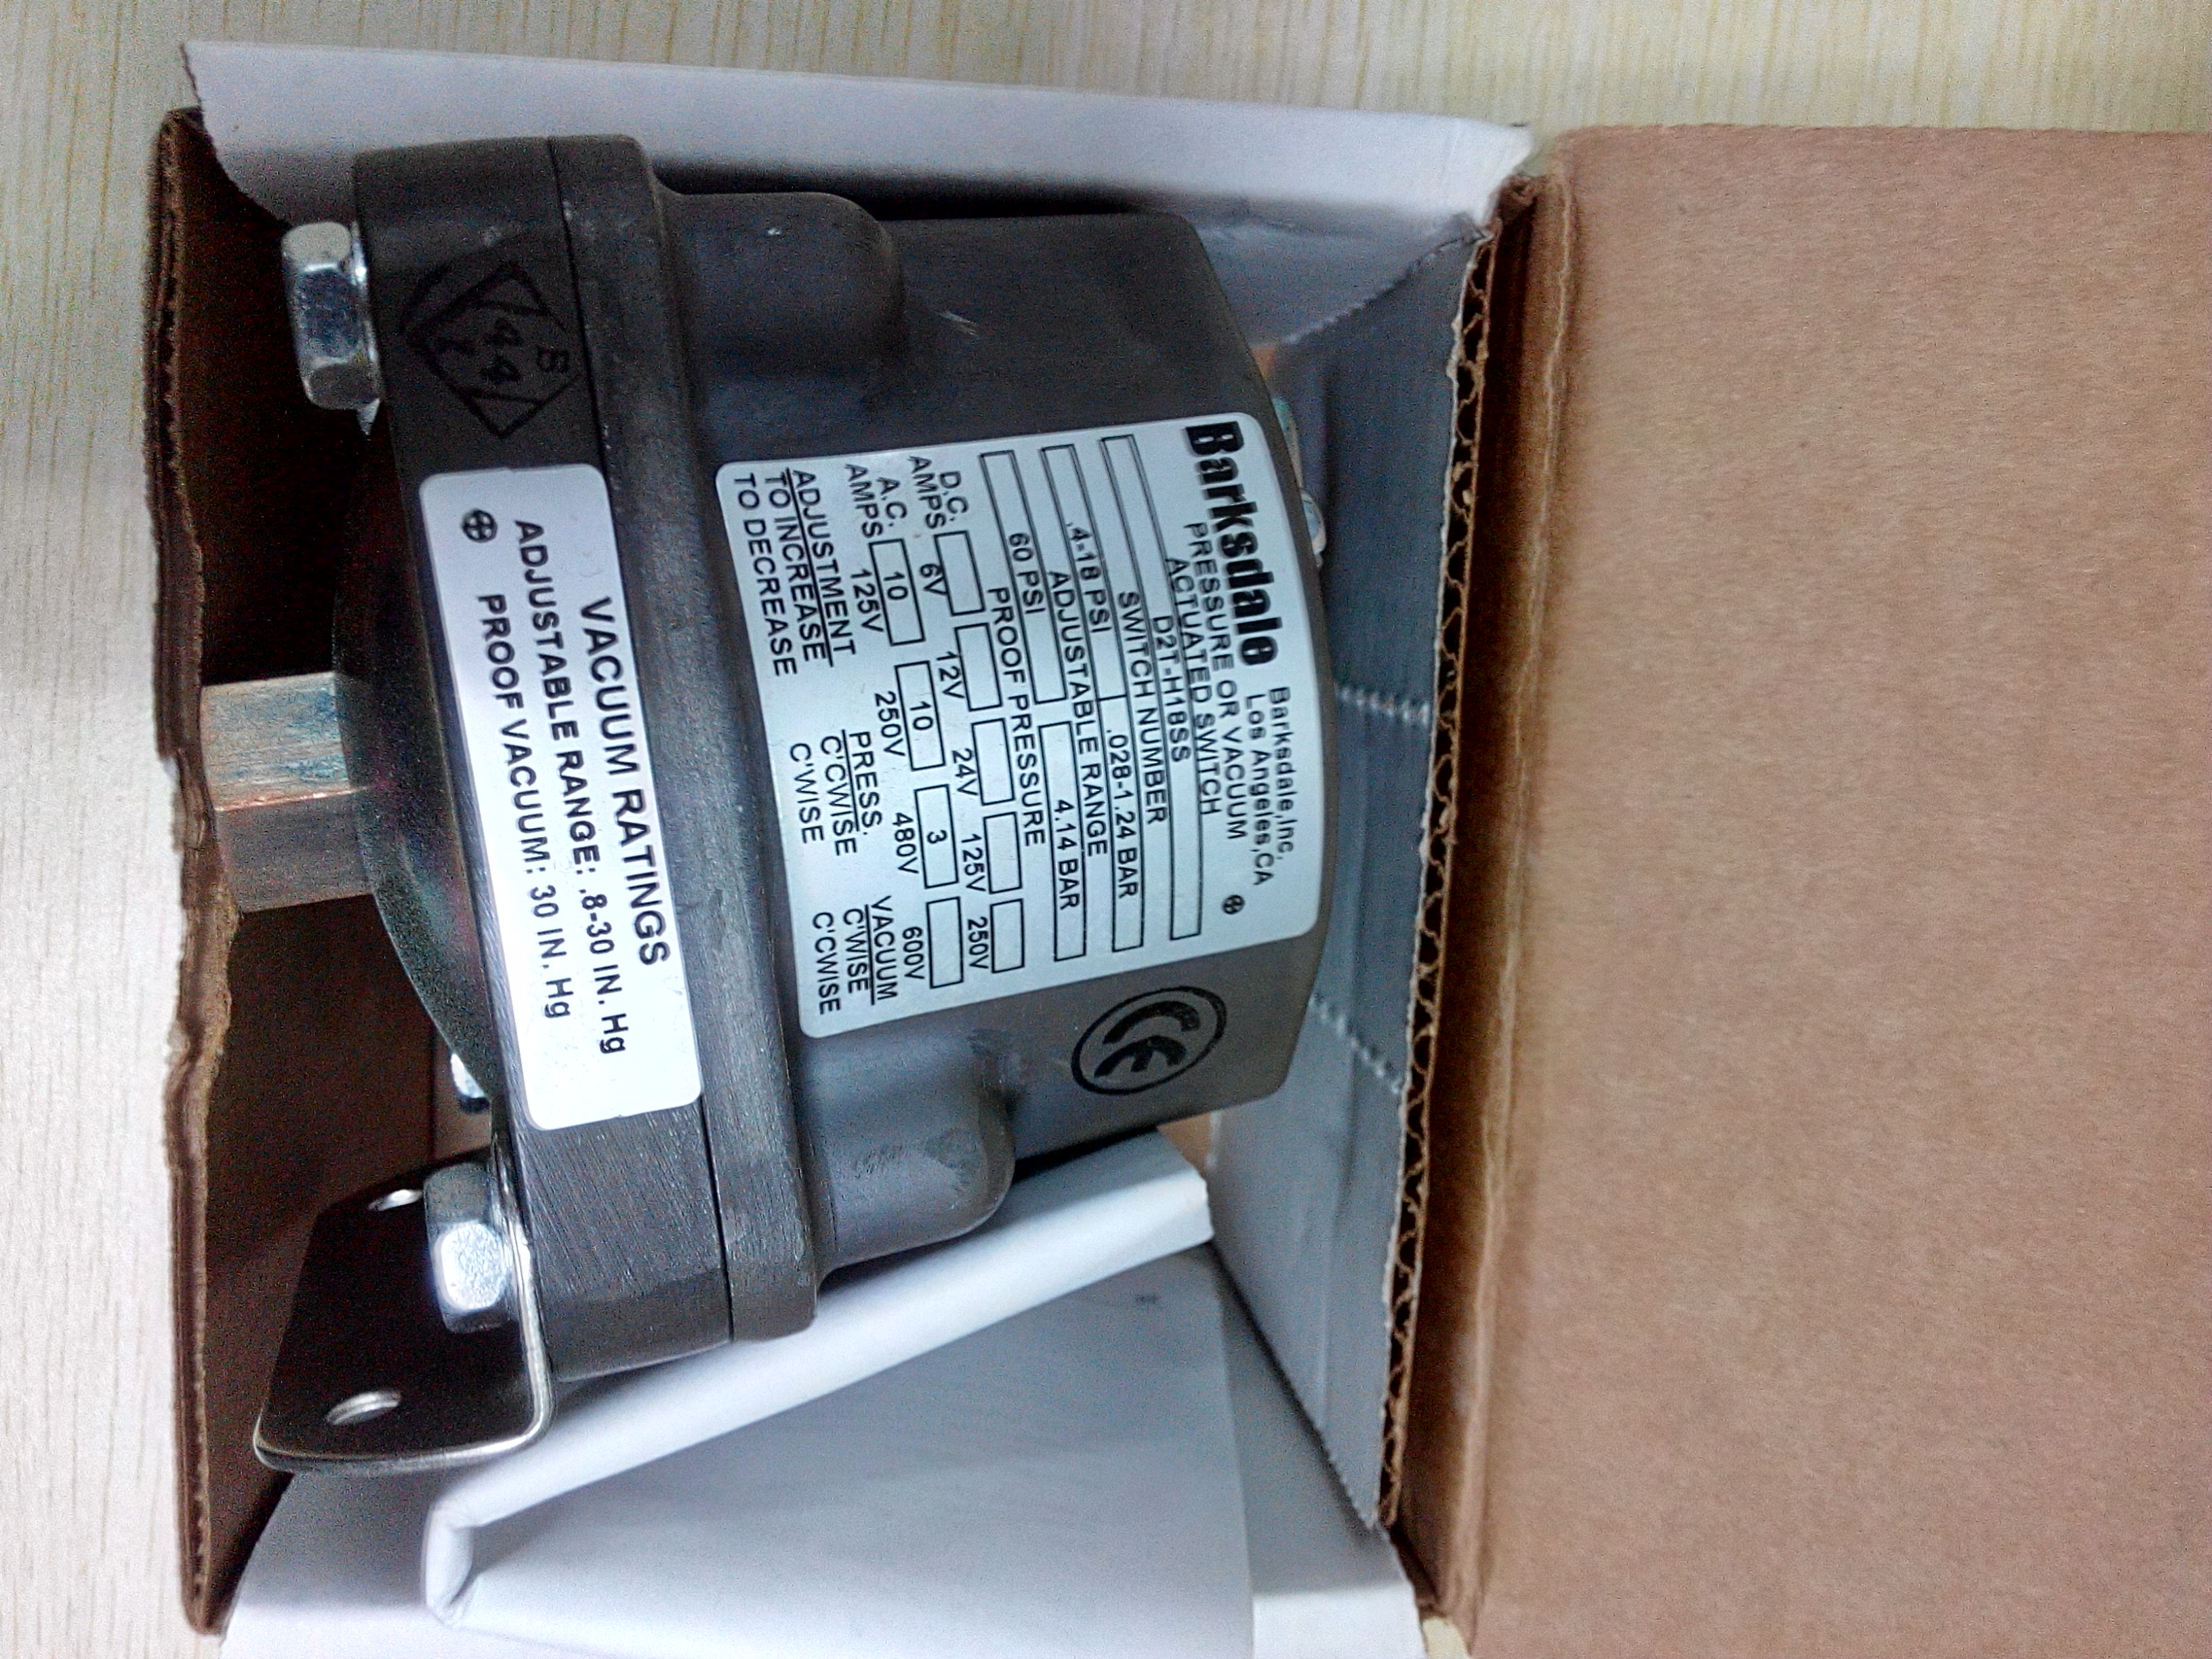 Barksdale
Barksdale,Inc,
Los Angeles,CA
PRESSURE OR VACUUM
ACTUATED SWITCH
D2T-H18SS
SWITCH NUMBER
.4-18 PSI .028-1.24 BAR
ADJUSTABLE RANGE
60 PSI 4.14 BAR
PROOF PRESSURE
D.C.
AMPS 6V 12V 24V 125V 250V
A.C. 10 10 3
AMPS 125V 250V 480V 600V
ADJUSTMENT PRESS. VACUUM
TO INCREASE C'CWISE C'WISE
TO DECREASE C'WISE C'CWISE
CE
VACUUM RATINGS
ADJUSTABLE RANGE: .8-30 IN. Hg
PROOF VACUUM: 30 IN. Hg
B